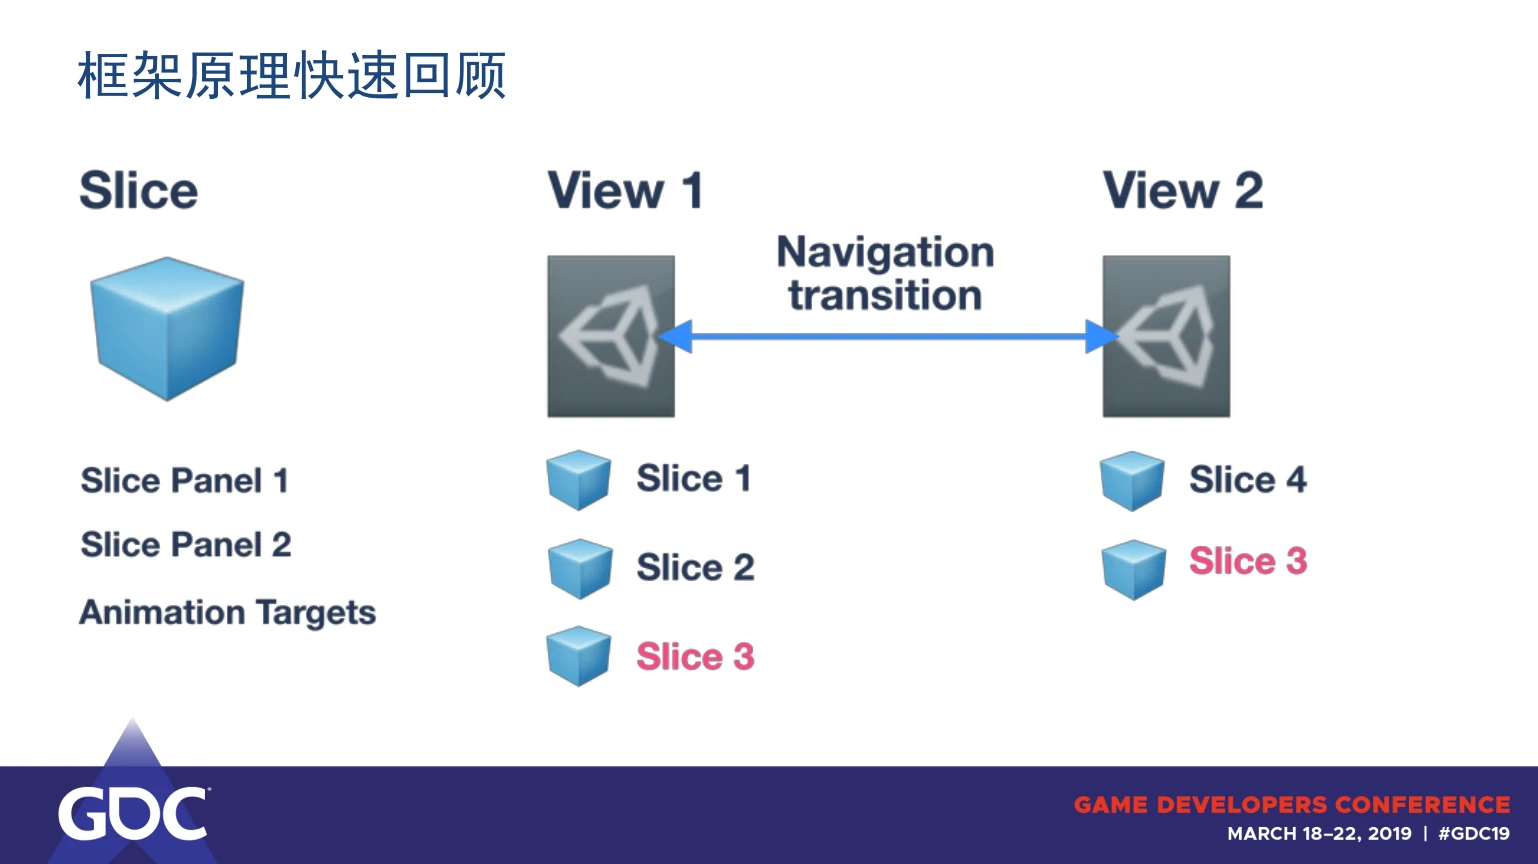 框架原理快速回顾
Slice
Slice Panel 1
Slice Panel 2
Animation Targets
View 1
Slice 1
Slice 2
Slice 3
Navigation
transition
View 2
Slice 4
Slice 3
GDC
GAME DEVELOPERS CONFERENCE
MARCH 18–22, 2019 | #GDC19